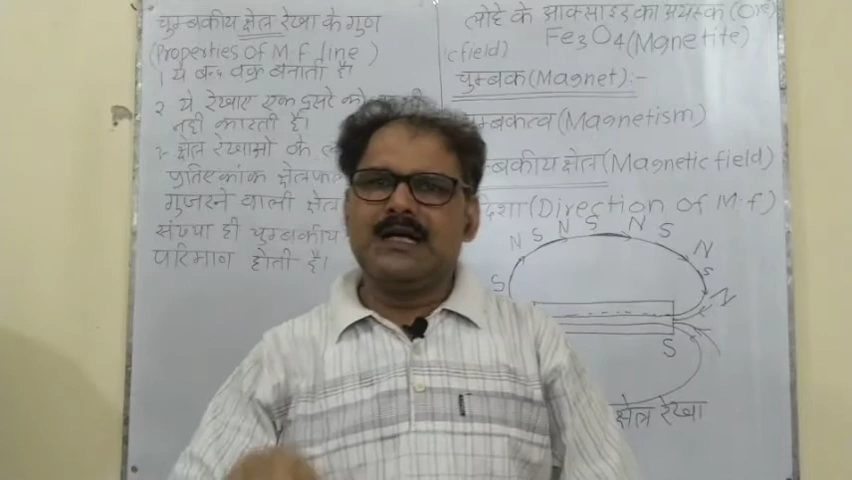 चुम्बकीय क्षेत्र रेखा के गुण
(Properties of M.F line)
1 ये बन्द वक्र बनाती है।
2 ये रेखाए एक दुसरे को
नही काटती है।
3- क्षेत्र रेखाओ के
प्रति एकांक क्षेत्रफल
गुजरने वाली क्षेत्र
संख्या ही चुम्बकीय
परिमाण होती है।
लोहे के आक्साइड का अयस्क (Ore)
Fe3O4 (Magnetite)
cfield)
चुम्बक (Magnet):-
म्बकत्व (Magnetism)
म्बकीय क्षेत्र (Magnetic field)
दिशा (Direction of M.f)
S N S N S N S N S N
S
क्षेत्र रेखा